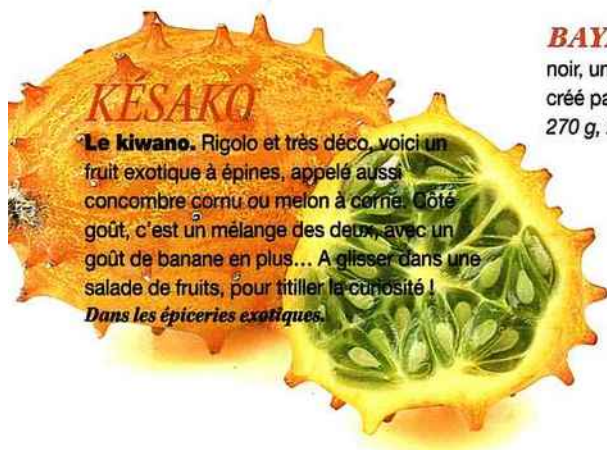 KÉSAKO
Le kiwano. Rigolo et très déco, voici un
fruit exotique à épines, appelé aussi
concombre cornu ou melon à corne. Côté
goût, c'est un mélange des deux, avec un
goût de banane en plus... A glisser dans une
salade de fruits, pour titiller la curiosité !
Dans les épiceries exotiques.
noir, un
créé pa
270 g,